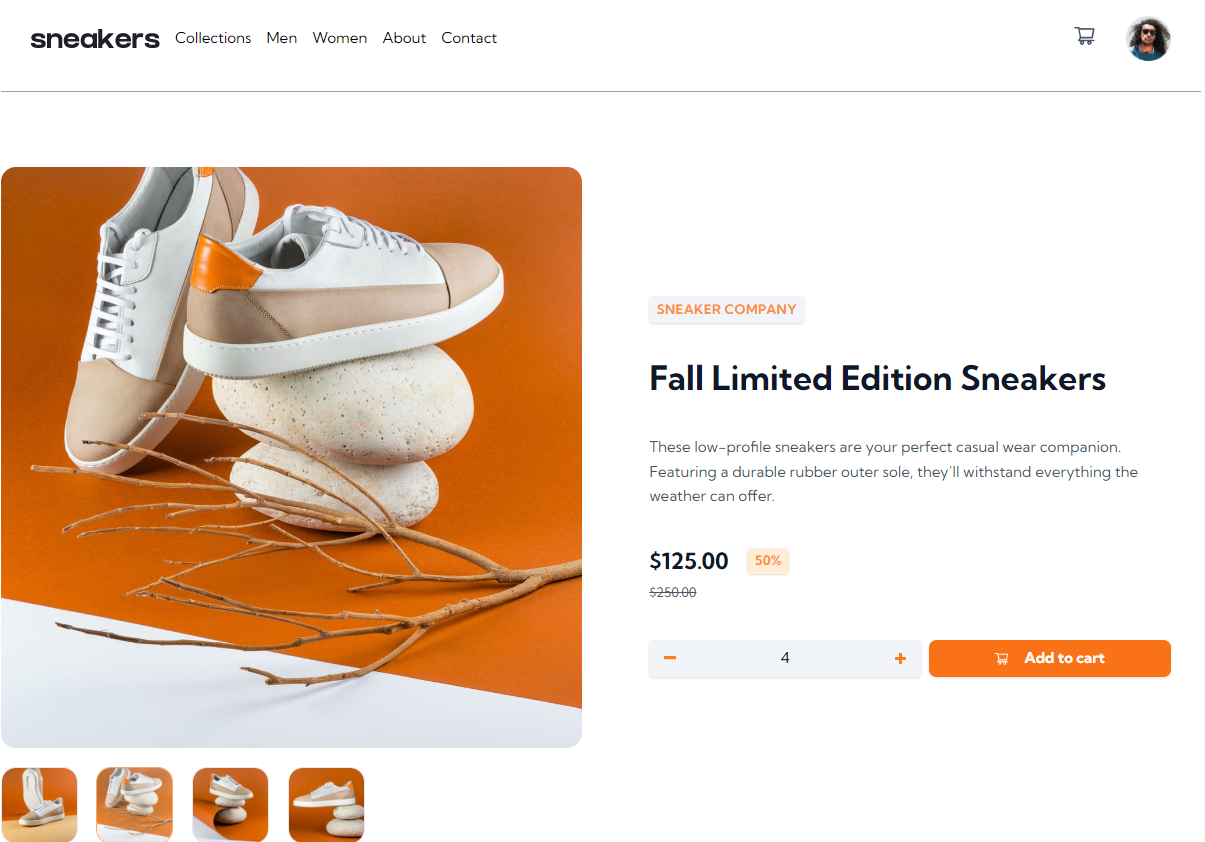 sneakers Collections Men Women About Contact
SNEAKER COMPANY
Fall Limited Edition Sneakers
These low-profile sneakers are your perfect casual wear companion.
Featuring a durable rubber outer sole, they'll withstand everything the
weather can offer.
$125.00 50%
$250.00
4 Add to cart